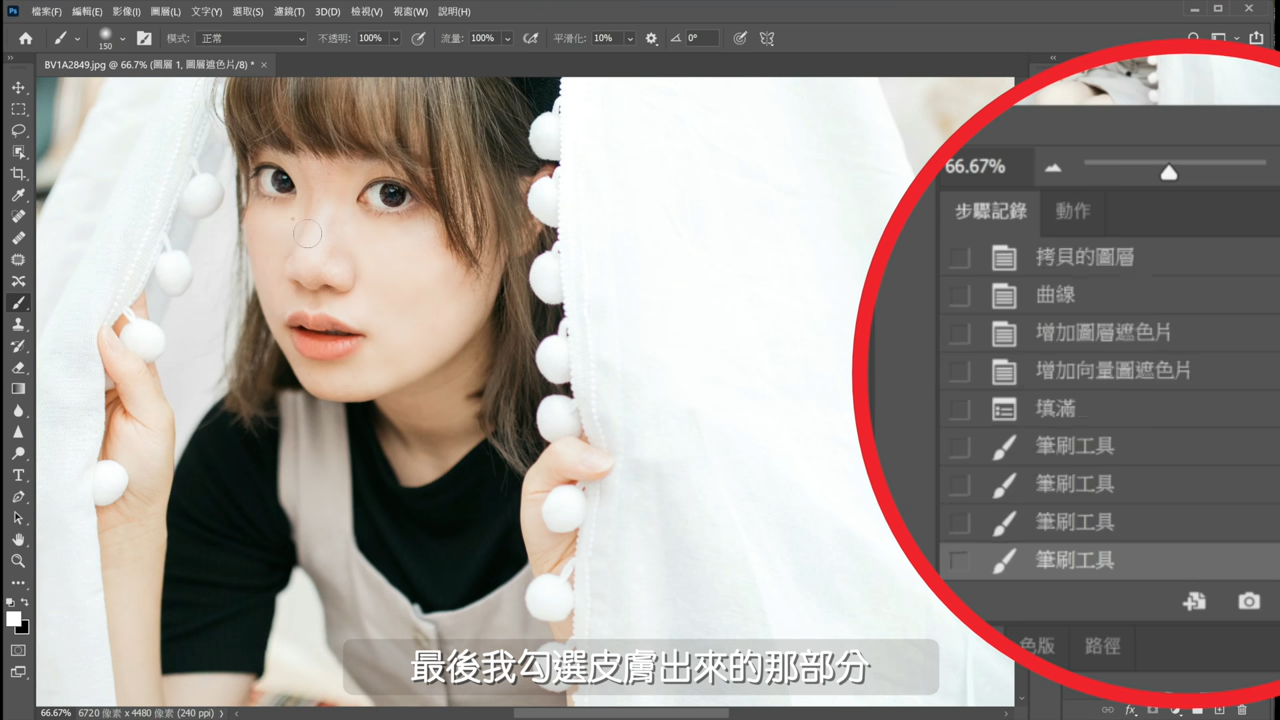 Ps 檔案(F) 編輯(E) 影像(I) 圖層(L) 文字(Y) 選取(S) 濾鏡(T) 3D(D) 檢視(V) 視窗(W) 說明(H)
150 模式: 正常 不透明: 100% 流量: 100% 平滑化: 10% 0°
BV1A2849.jpg @ 66.7% (圖層 1, 圖層遮色片/8) *
66.67%
步驟記錄 動作
拷貝的圖層
曲線
增加圖層遮色片
增加向量圖遮色片
填滿
筆刷工具
筆刷工具
筆刷工具
筆刷工具
色版 路徑
最後我勾選皮膚出來的那部分
66.67% 6720 像素 x 4480 像素 (240 ppi)